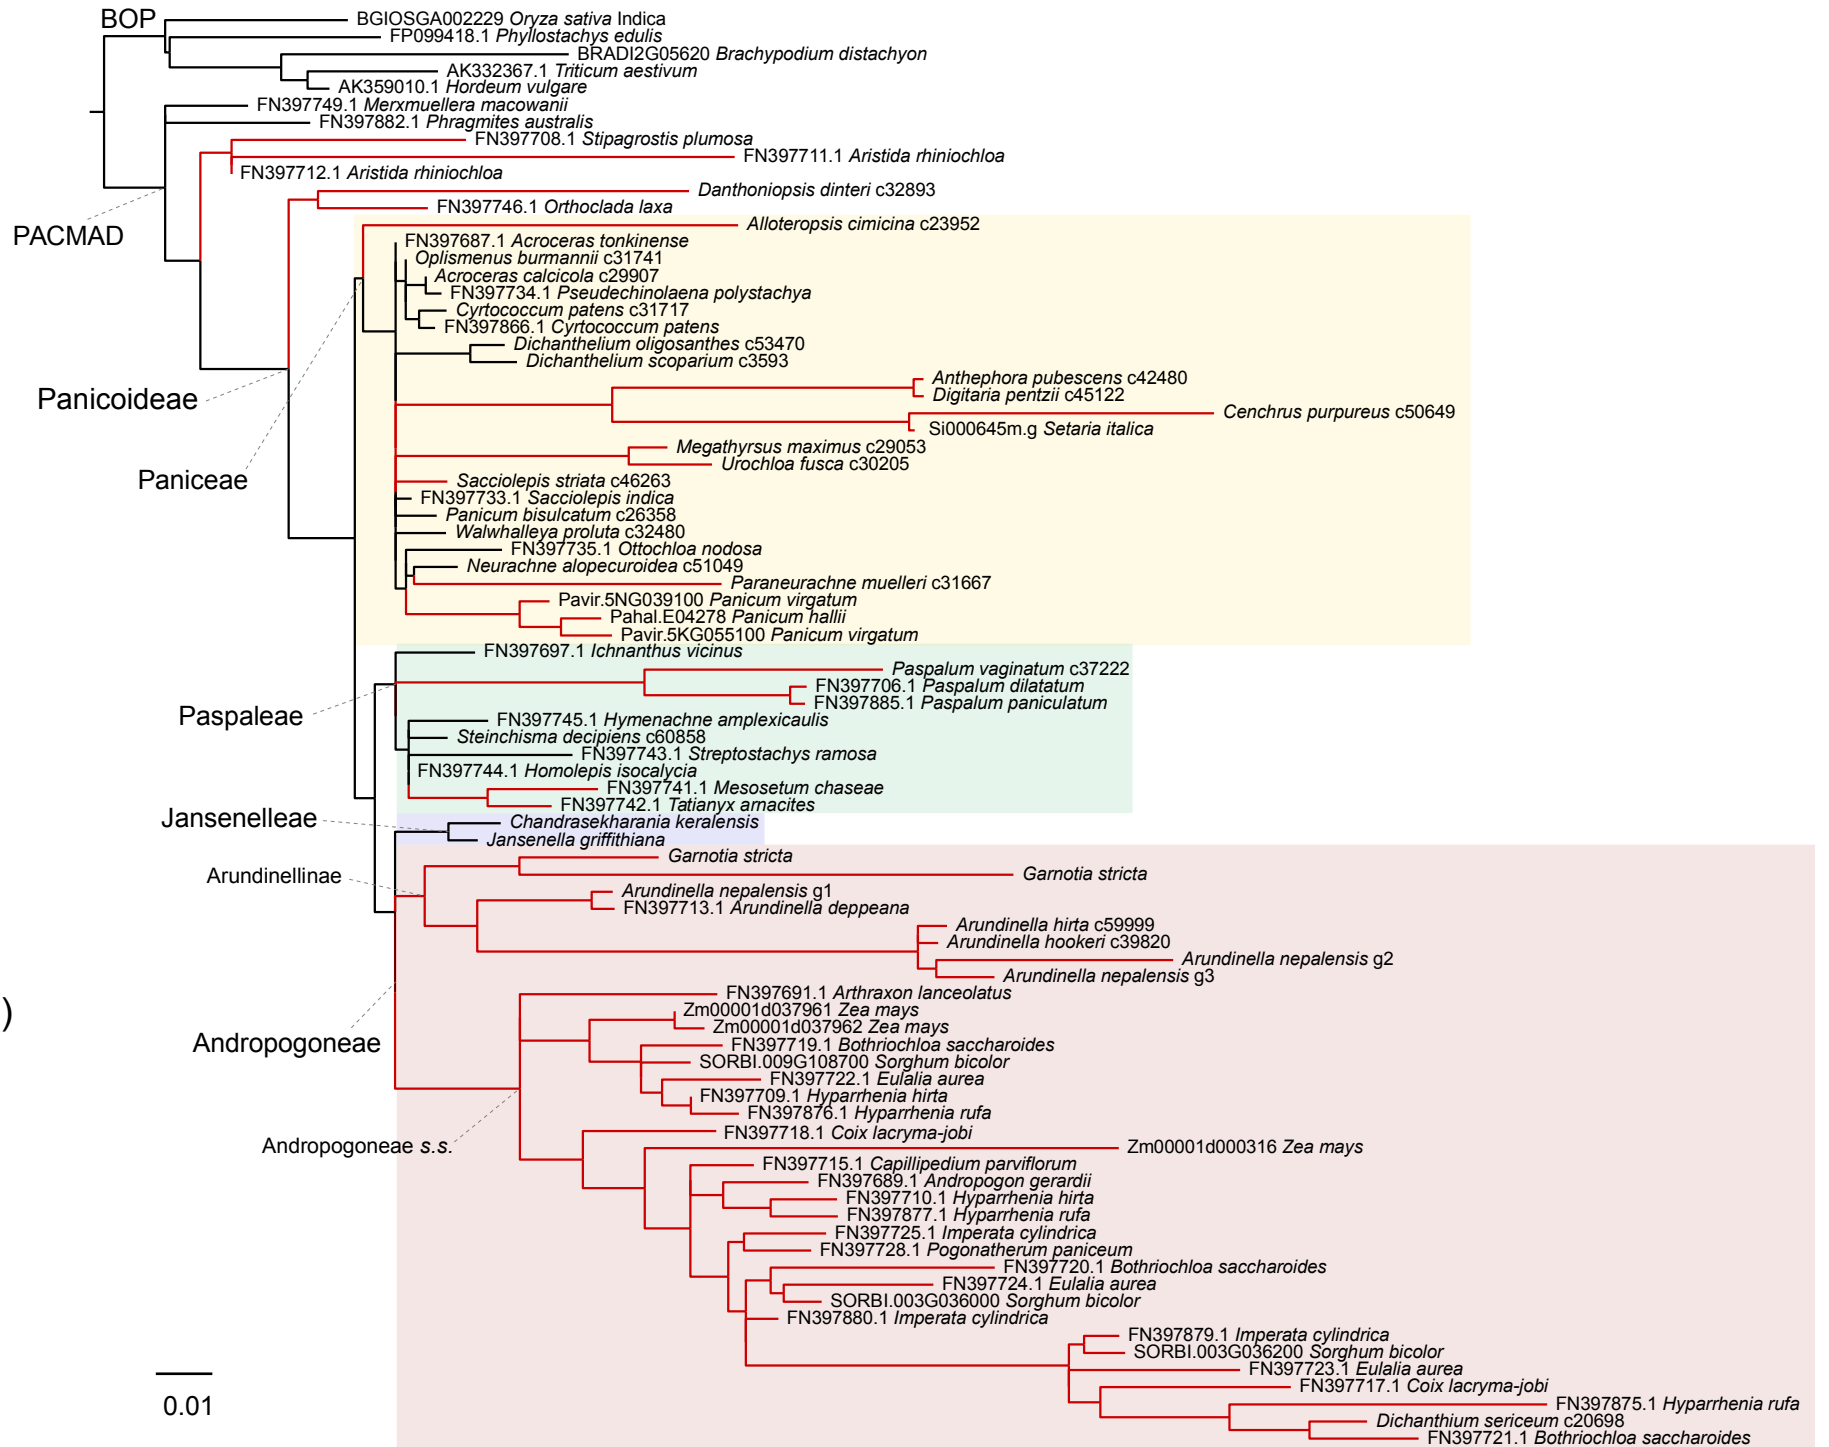 BOP
BGIOSGA002229 Oryza sativa Indica
FP099418.1 Phyllostachys edulis
BRADI2G05620 Brachypodium distachyon
AK332367.1 Triticum aestivum
AK359010.1 Hordeum vulgare
FN397749.1 Merxmuellera macowanii
FN397882.1 Phragmites australis
FN397708.1 Stipagrostis plumosa
FN397711.1 Aristida rhiniochloa
FN397712.1 Aristida rhiniochloa
Danthoniopsis dinteri c32893
FN397746.1 Orthoclada laxa
PACMAD
Alloteropsis cimicina c23952
FN397687.1 Acroceras tonkinense
Oplismenus burmannii c31741
Acroceras calcicola c29907
FN397734.1 Pseudechinolaena polystachya
Cyrtococcum patens c31717
FN397866.1 Cyrtococcum patens
Dichanthelium oligosanthes c53470
Dichanthelium scoparium c3593
Anthephora pubescens c42480
Digitaria pentzii c45122
Panicoideae
Cenchrus purpureus c50649
Si000645m.g Setaria italica
Megathyrsus maximus c29053
Urochloa fusca c30205
Paniceae
Sacciolepis striata c46263
FN397733.1 Sacciolepis indica
Panicum bisulcatum c26358
Walwhalleya proluta c32480
FN397735.1 Ottochloa nodosa
Neurachne alopecuroidea c51049
Paraneurachne muelleri c31667
Pavir.5NG039100 Panicum virgatum
Pahal.E04278 Panicum hallii
Pavir.5KG055100 Panicum virgatum
FN397697.1 Ichnanthus vicinus
Paspalum vaginatum c37222
FN397706.1 Paspalum dilatatum
FN397885.1 Paspalum paniculatum
Paspaleae
FN397745.1 Hymenachne amplexicaulis
Steinchisma decipiens c60858
FN397743.1 Streptostachys ramosa
FN397744.1 Homolepis isocalycia
FN397741.1 Mesosetum chaseae
FN397742.1 Tatianyx arnacites
Jansenelleae
Chandrasekharania keralensis
Jansenella griffithiana
Garnotia stricta
Arundinellinae
Garnotia stricta
Arundinella nepalensis g1
FN397713.1 Arundinella deppeana
Arundinella hirta c59999
Arundinella hookeri c39820
Arundinella nepalensis g2
Arundinella nepalensis g3
FN397691.1 Arthraxon lanceolatus
)
Zm00001d037961 Zea mays
Zm00001d037962 Zea mays
Andropogoneae
FN397719.1 Bothriochloa saccharoides
SORBI.009G108700 Sorghum bicolor
FN397722.1 Eulalia aurea
FN397709.1 Hyparrhenia hirta
FN397876.1 Hyparrhenia rufa
FN397718.1 Coix lacryma-jobi
Andropogoneae s.s.
Zm00001d000316 Zea mays
FN397715.1 Capillipedium parviflorum
FN397689.1 Andropogon gerardii
FN397710.1 Hyparrhenia hirta
FN397877.1 Hyparrhenia rufa
FN397725.1 Imperata cylindrica
FN397728.1 Pogonatherum paniceum
FN397720.1 Bothriochloa saccharoides
FN397724.1 Eulalia aurea
SORBI.003G036000 Sorghum bicolor
FN397880.1 Imperata cylindrica
FN397879.1 Imperata cylindrica
SORBI.003G036200 Sorghum bicolor
FN397723.1 Eulalia aurea
FN397717.1 Coix lacryma-jobi
FN397875.1 Hyparrhenia rufa
0.01
Dichanthium sericeum c20698
FN397721.1 Bothriochloa saccharoides